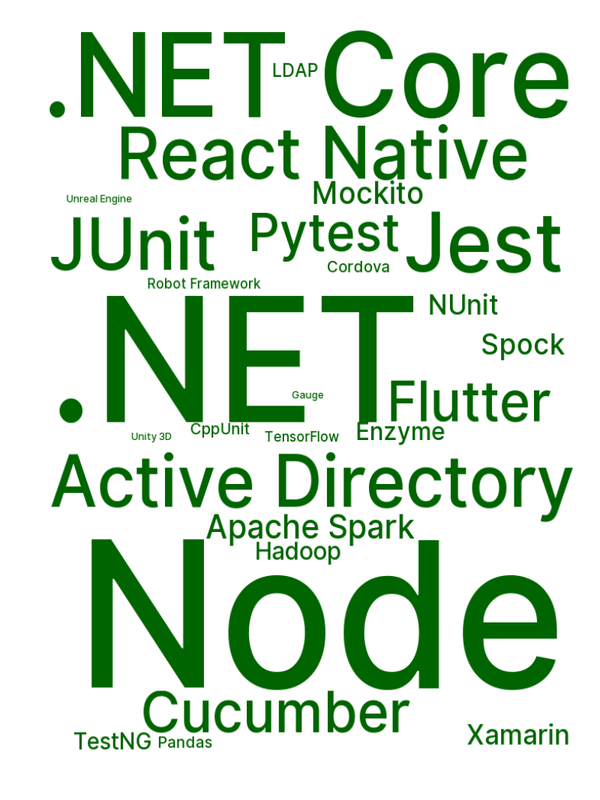 .NET Core
LDAP
React Native
Mockito
Unreal Engine
JUnit
Pytest
Jest
Cordova
Robot Framework
.NET
NUnit
Spock
Gauge
Flutter
CppUnit
Enzyme
Unity 3D
TensorFlow
Active Directory
Apache Spark
Hadoop
Node
Cucumber
Xamarin
TestNG
Pandas